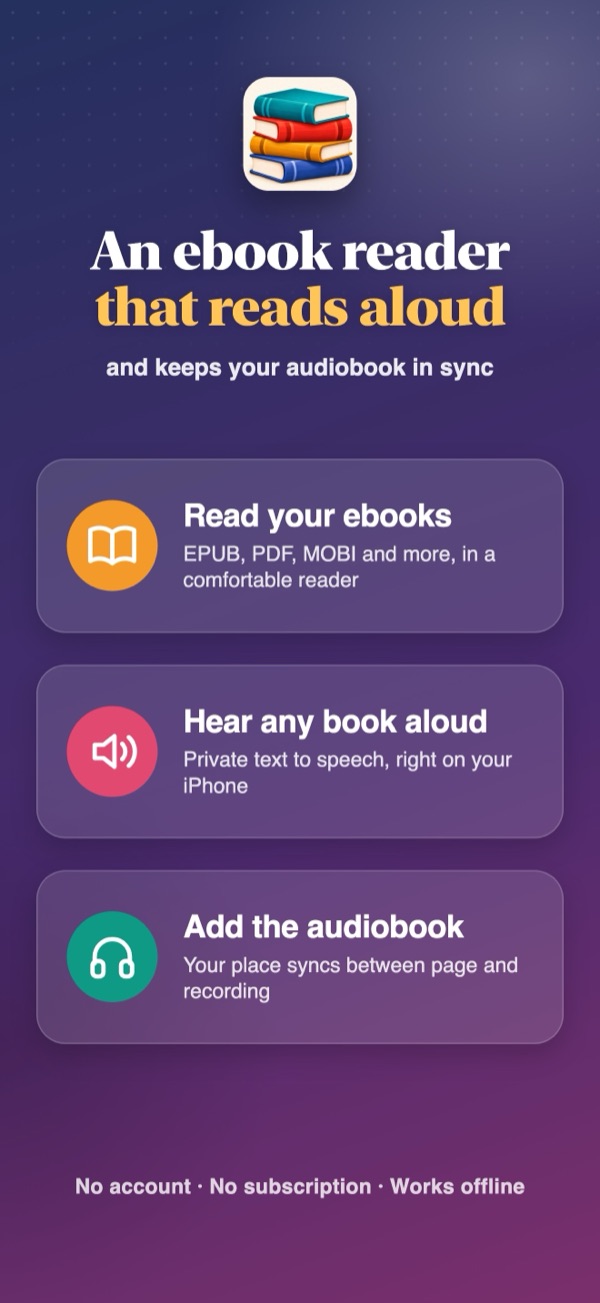 An ebook reader
that reads aloud
and keeps your audiobook in sync
Read your ebooks
EPUB, PDF, MOBI and more, in a
comfortable reader
Hear any book aloud
Private text to speech, right on your
iPhone
Add the audiobook
Your place syncs between page and
recording
No account · No subscription · Works offline